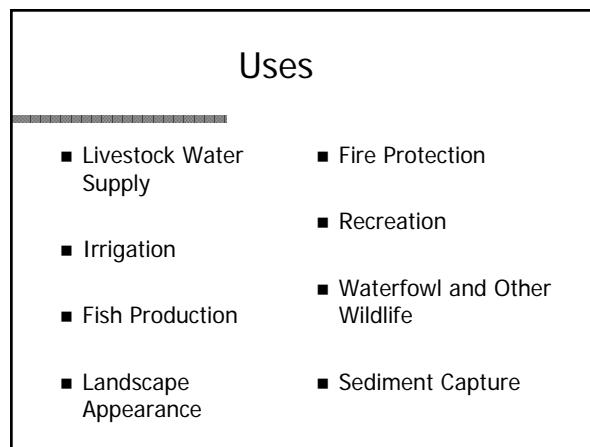 Uses
■ Livestock Water
Supply
■ Irrigation
■ Fish Production
■ Landscape
Appearance
■ Fire Protection
■ Recreation
■ Waterfowl and Other
Wildlife
■ Sediment Capture